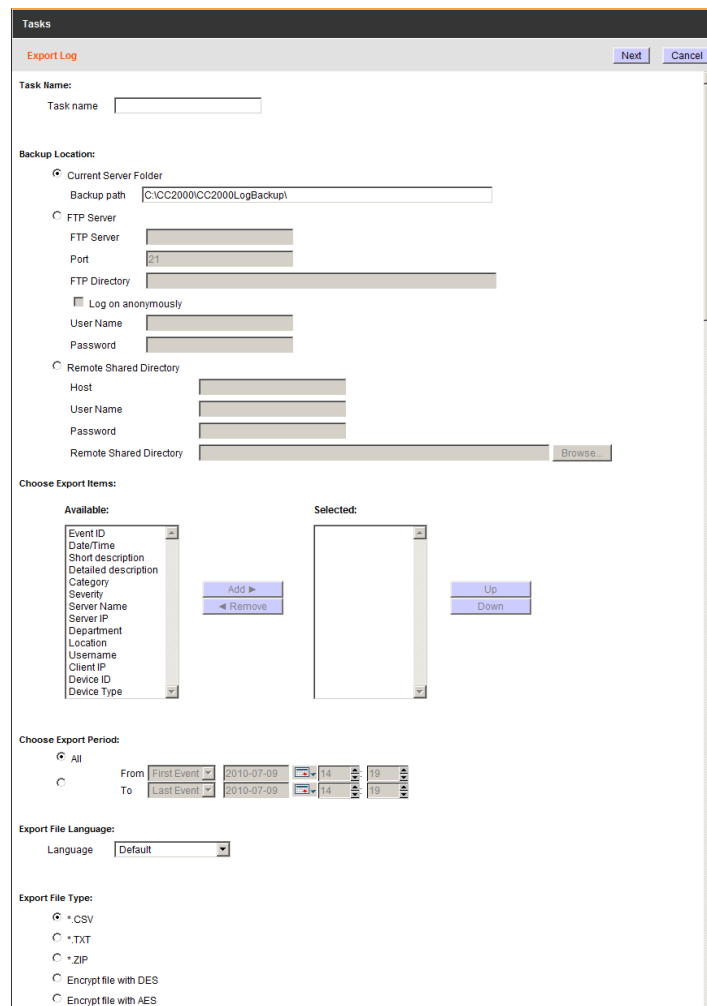 Tasks
Export Log
Next
Cancel
Task Name:
Task name
Backup Location:
Current Server Folder
Backup path
C:\CC2000\CC2000LogBackup\
FTP Server
FTP Server
Port
21
FTP Directory
Log on anonymously
User Name
Password
Remote Shared Directory
Host
User Name
Password
Remote Shared Directory
Browse...
Choose Export Items:
Available:
Selected:
Event ID
Date/Time
Short description
Detailed description
Category
Severity
Server Name
Server IP
Department
Location
Username
Client IP
Device ID
Device Type
Add ►
◄ Remove
Up
Down
Choose Export Period:
All
From First Event 2010-07-09 14 : 19
To Last Event 2010-07-09 14 : 19
Export File Language:
Language Default
Export File Type:
*.CSV
*.TXT
*.ZIP
Encrypt file with DES
Encrypt file with AES